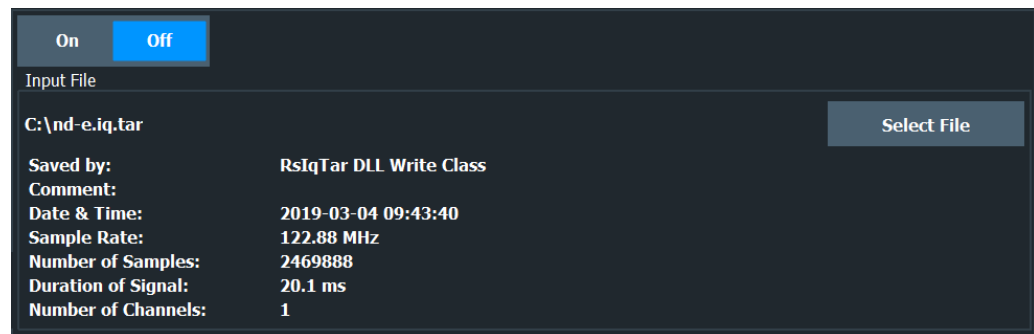 On Off
Input File
C:\nd-e.iq.tar Select File
Saved by: RsIqTar DLL Write Class
Comment:
Date & Time: 2019-03-04 09:43:40
Sample Rate: 122.88 MHz
Number of Samples: 2469888
Duration of Signal: 20.1 ms
Number of Channels: 1